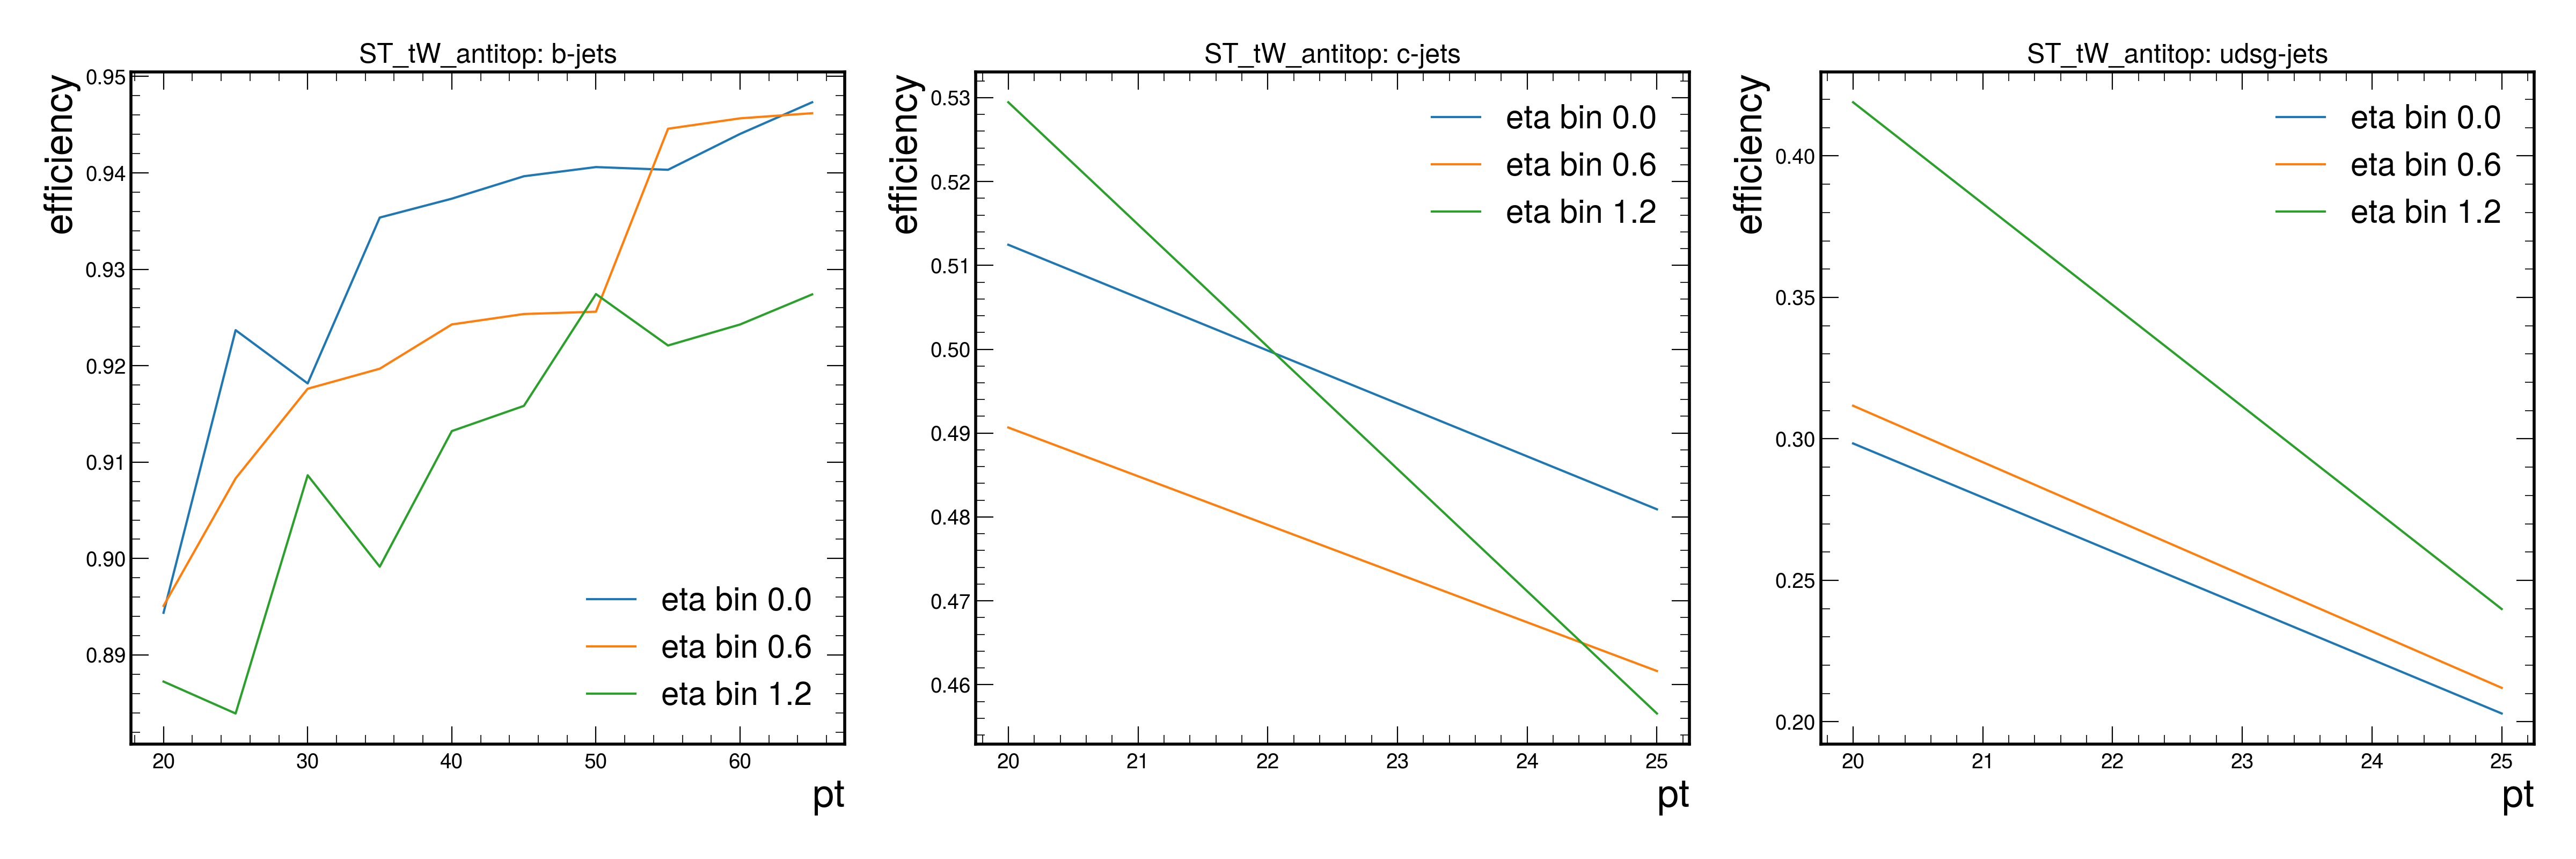 ST_tW_antitop: b-jets
efficiency
0.95
0.94
0.93
0.92
0.91
0.90
0.89
eta bin 0.0
eta bin 0.6
eta bin 1.2
20 30 40 50 60
pt
ST_tW_antitop: c-jets
efficiency
0.53
0.52
0.51
0.50
0.49
0.48
0.47
0.46
eta bin 0.0
eta bin 0.6
eta bin 1.2
20 21 22 23 24 25
pt
ST_tW_antitop: udsg-jets
efficiency
0.40
0.35
0.30
0.25
0.20
eta bin 0.0
eta bin 0.6
eta bin 1.2
20 21 22 23 24 25
pt